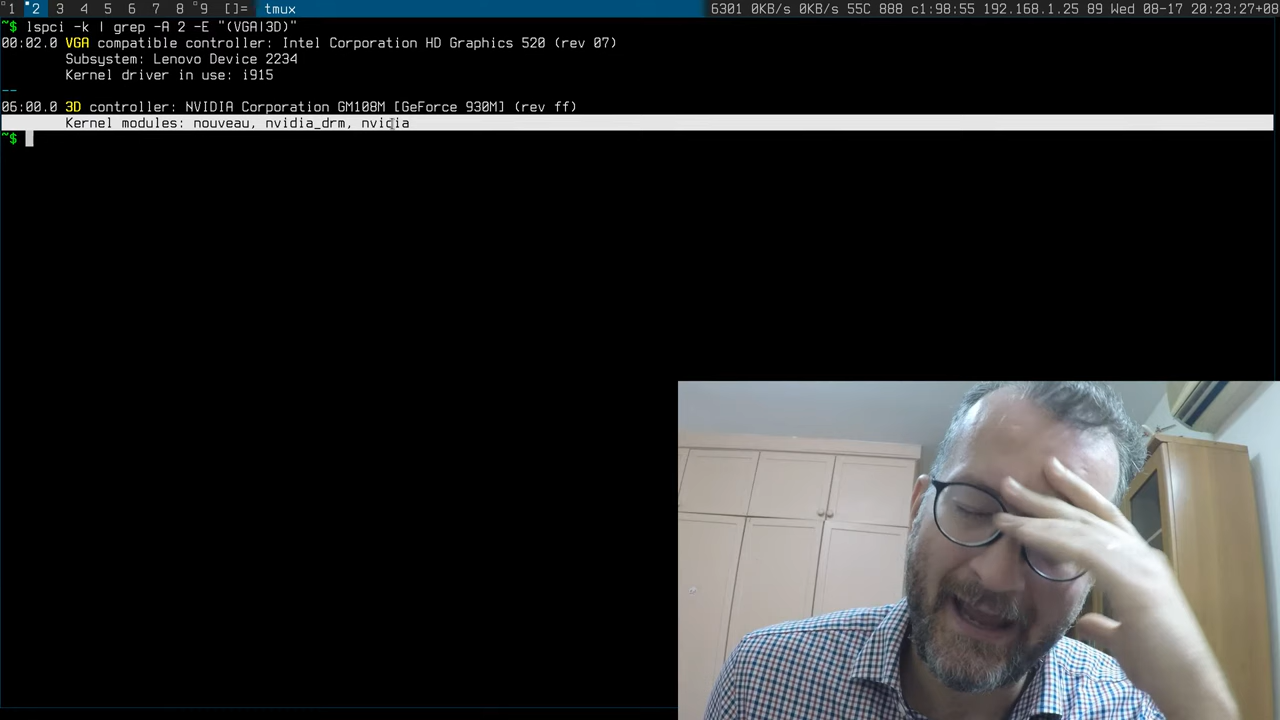 1 2 3 4 5 6 7 8 9 []= tmux 6301 0KB/s 0KB/s 55C 888 c1:98:55 192.168.1.25 89 Wed 08-17 20:23:27+08
~$ lspci -k | grep -A 2 -E "(VGA|3D)"
00:02.0 VGA compatible controller: Intel Corporation HD Graphics 520 (rev 07)
Subsystem: Lenovo Device 2234
Kernel driver in use: i915
--
06:00.0 3D controller: NVIDIA Corporation GM108M [GeForce 930M] (rev ff)
Kernel modules: nouveau, nvidia_drm, nvidia
~$